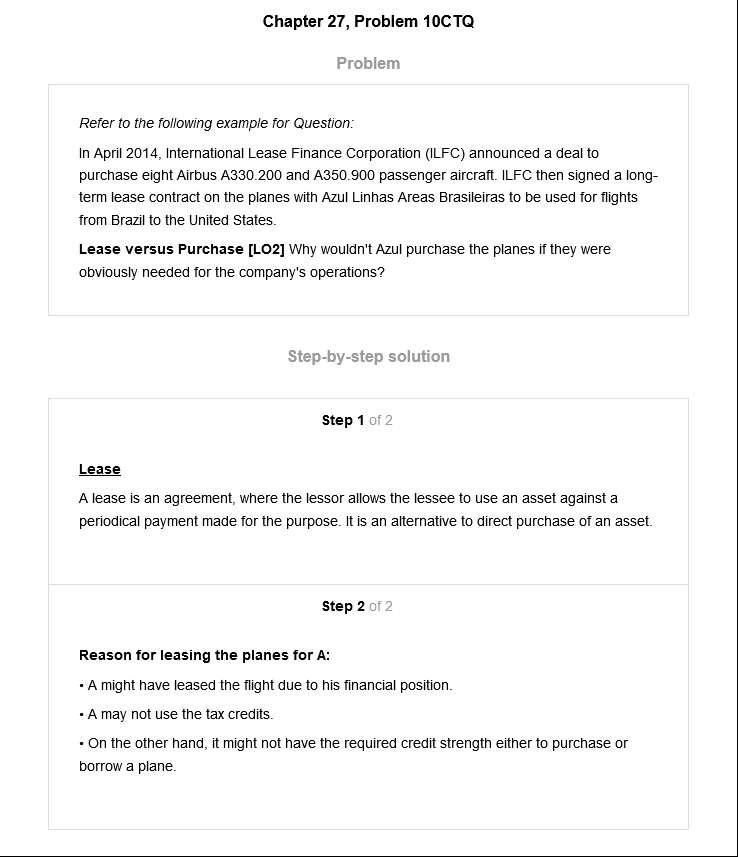 Chapter 27, Problem 10CTQ
Problem
Refer to the following example for Question:
In April 2014, International Lease Finance Corporation (ILFC) announced a deal to
purchase eight Airbus A330.200 and A350.900 passenger aircraft. ILFC then signed a long-
term lease contract on the planes with Azul Linhas Areas Brasileiras to be used for flights
from Brazil to the United States.
Lease versus Purchase [LO2] Why wouldn't Azul purchase the planes if they were
obviously needed for the company's operations?
Step-by-step solution
Step 1 of 2
Lease
A lease is an agreement, where the lessor allows the lessee to use an asset against a
periodical payment made for the purpose. It is an alternative to direct purchase of an asset.
Step 2 of 2
Reason for leasing the planes for A:
• A might have leased the flight due to his financial position.
• A may not use the tax credits.
• On the other hand, it might not have the required credit strength either to purchase or
borrow a plane.